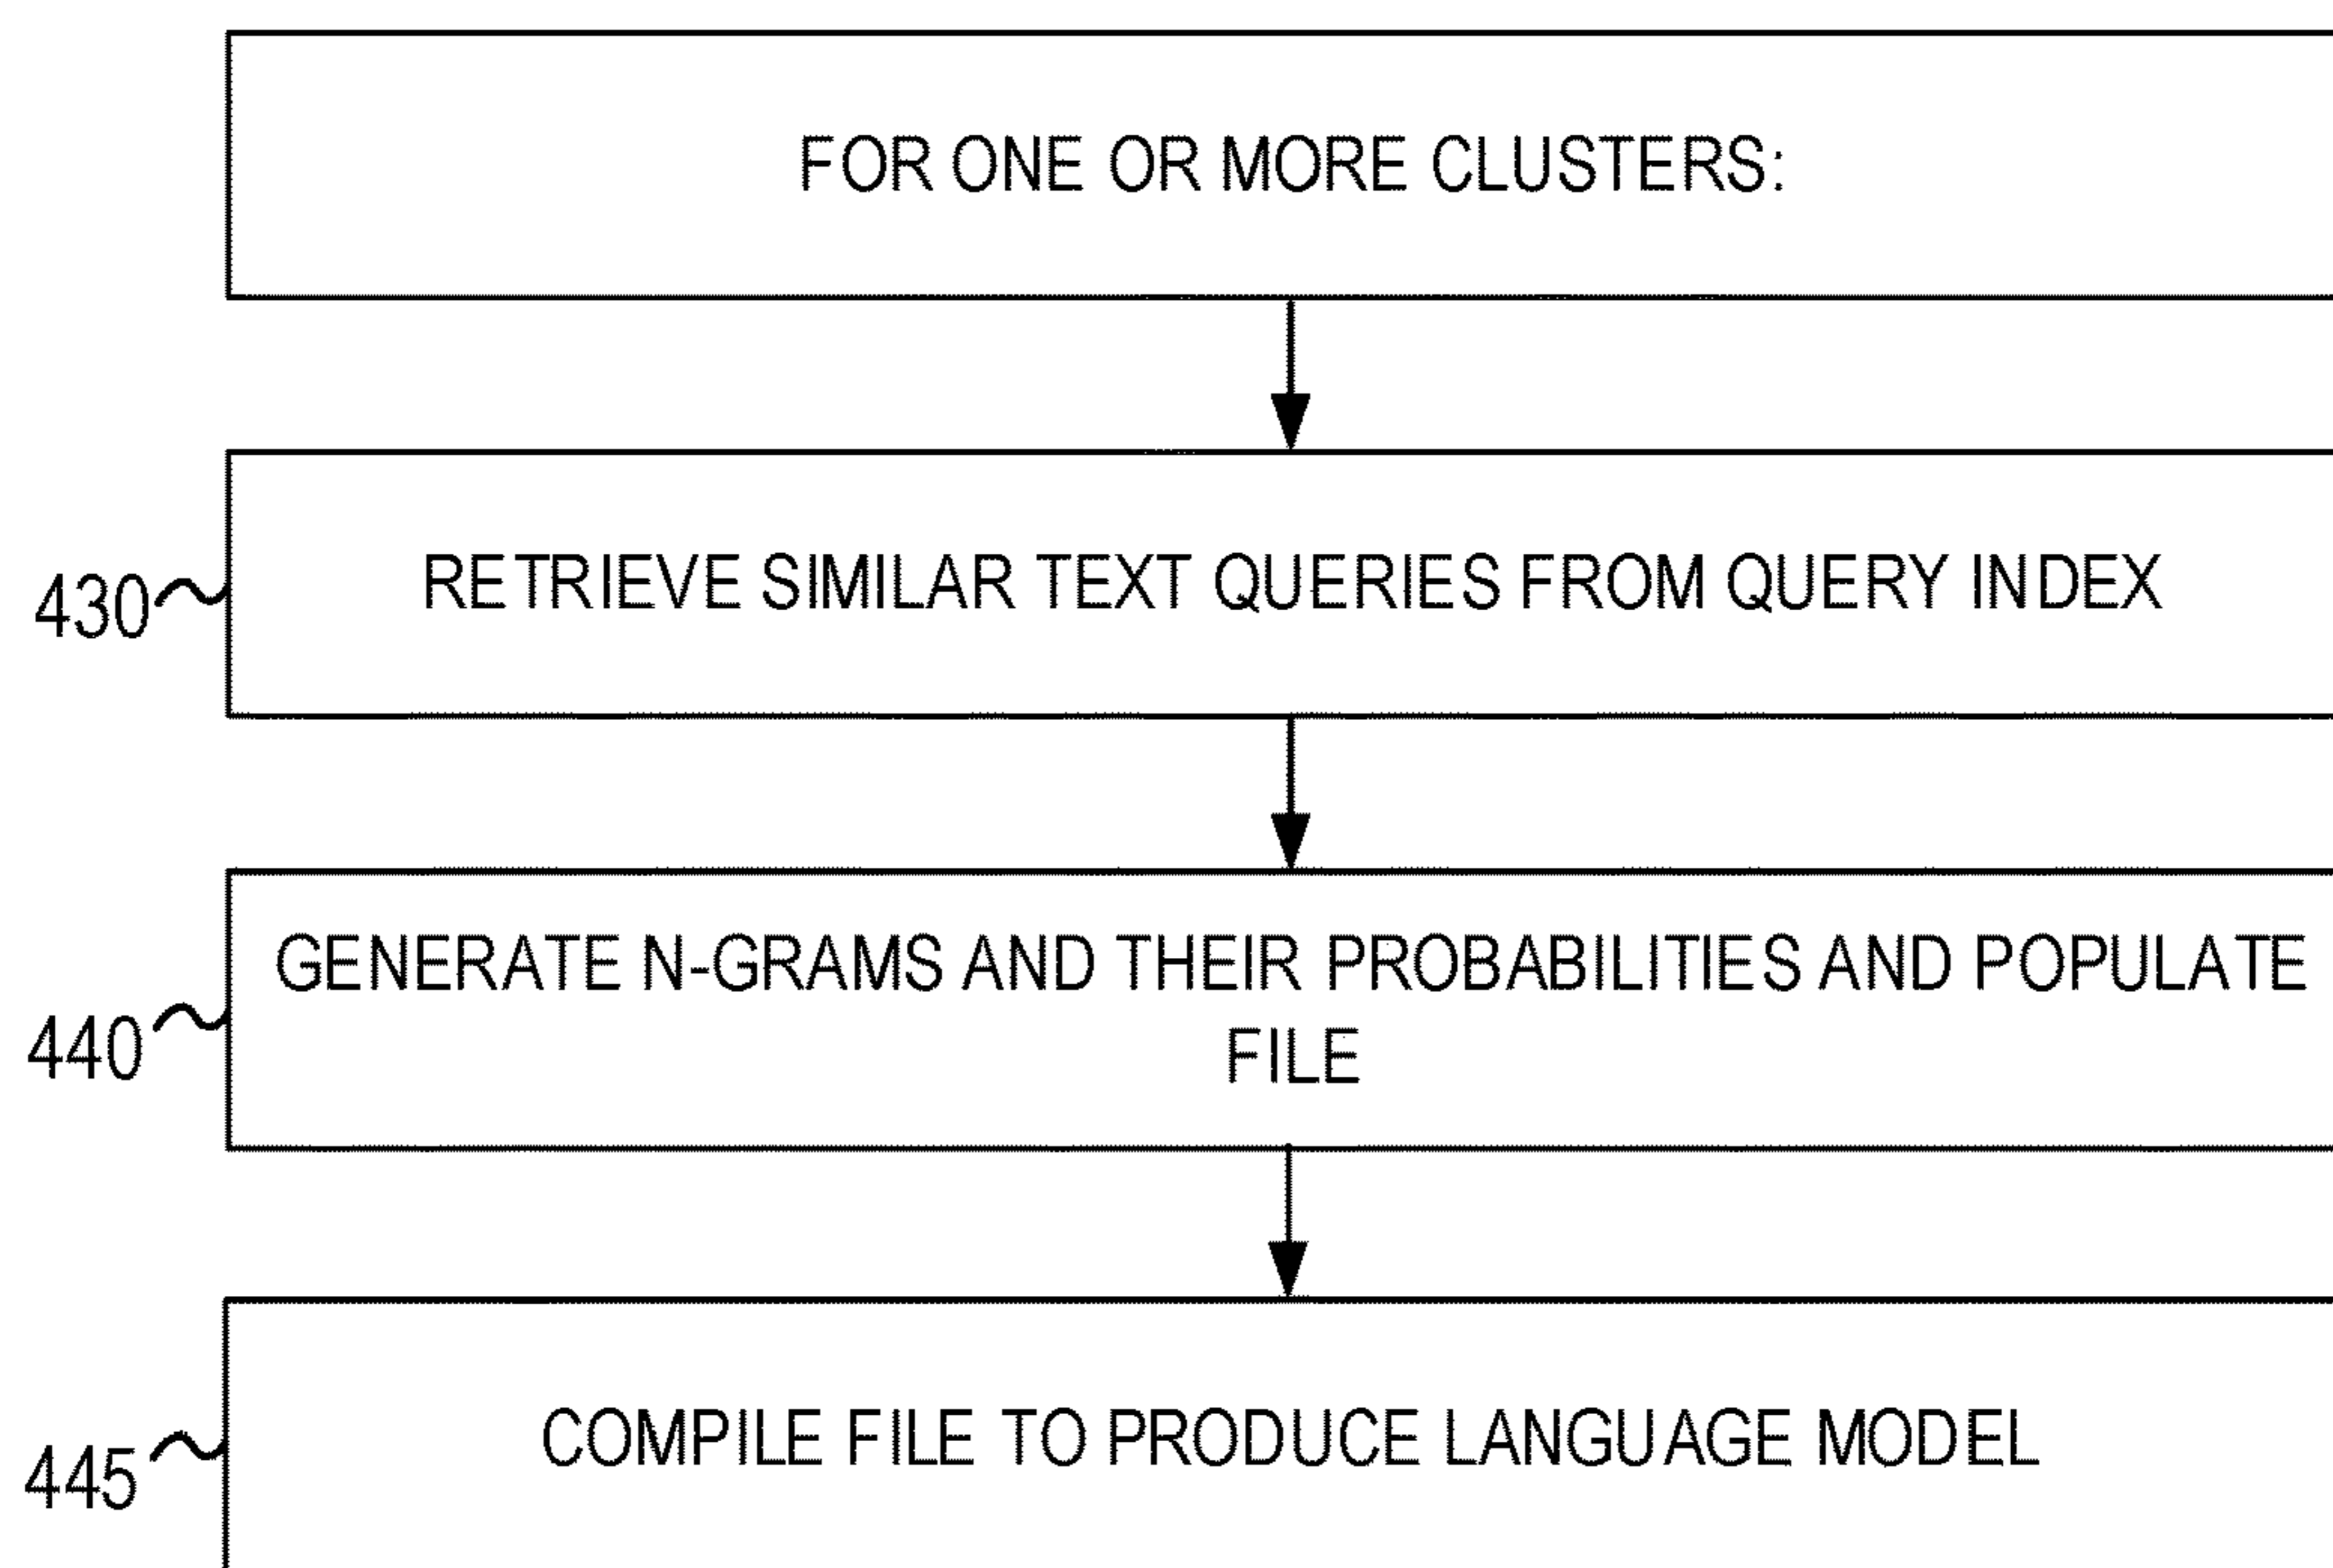 FOR ONE OR MORE CLUSTERS:
430
RETRIEVE SIMILAR TEXT QUERIES FROM QUERY INDEX
440
GENERATE N-GRAMS AND THEIR PROBABILITIES AND POPULATE
FILE
445
COMPILE FILE TO PRODUCE LANGUAGE MODEL